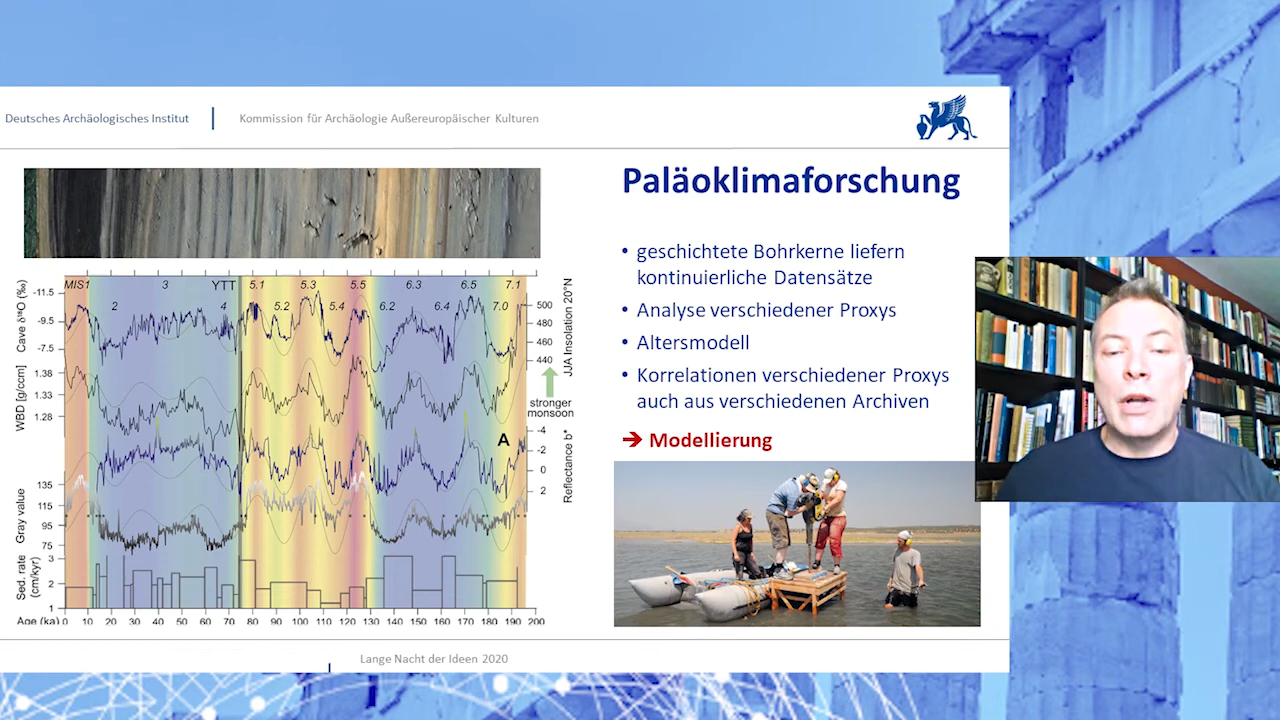 Deutsches Archäologisches Institut
Kommission für Archäologie Außereuropäischer Kulturen
Paläoklimaforschung
• geschichtete Bohrkerne liefern
kontinuierliche Datensätze
• Analyse verschiedener Proxys
• Altersmodell
• Korrelationen verschiedener Proxys
auch aus verschiedenen Archiven
➔ Modellierung
MIS1 2 3 YTT 4 5.1 5.2 5.3 5.4 5.5 6.2 6.3 6.4 6.5 7.0 7.1
Cave δ¹⁸O (‰)
-11.5
-9.5
-7.5
WBD [g/ccm]
1.38
1.33
1.28
Gray value
135
115
95
75
Sed. rate
(cm/kyr)
3
2
1
500
480
460
440
JJA Insolation 20°N
stronger
monsoon
A
-4
-2
0
2
Reflectance b*
Age (ka) 0 10 20 30 40 50 60 70 80 90 100 110 120 130 140 150 160 170 180 190 200
Lange Nacht der Ideen 2020